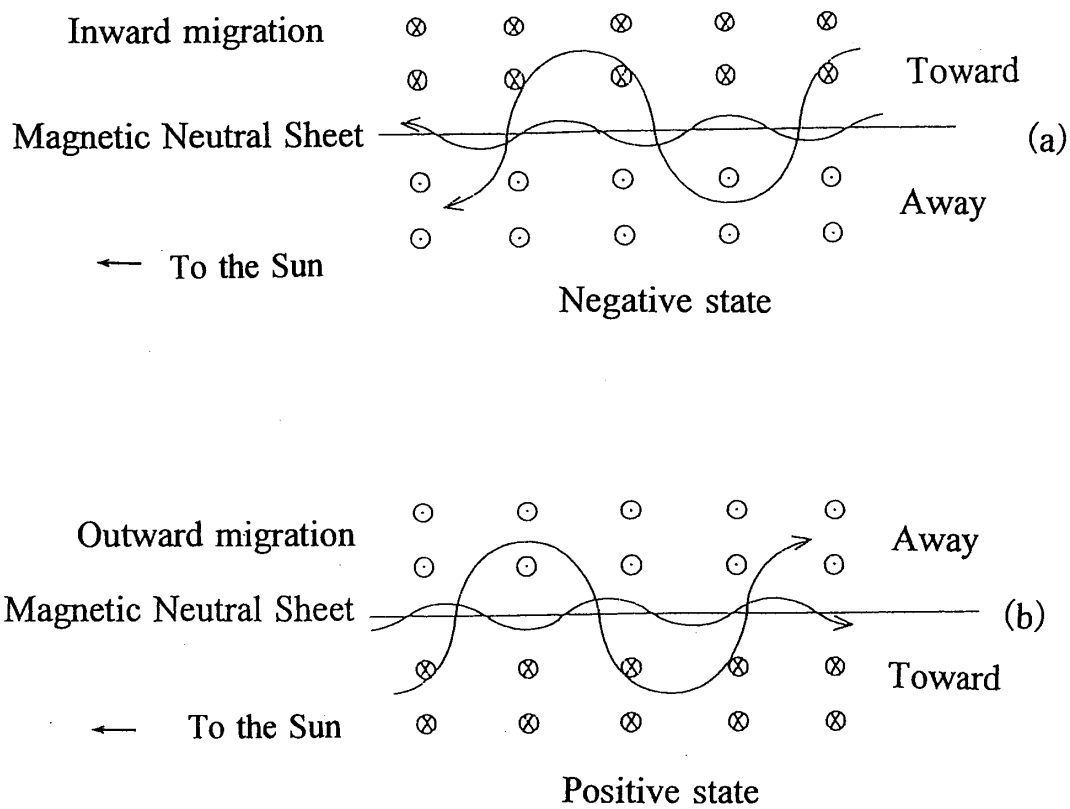 Inward migration
Toward
Magnetic Neutral Sheet
(a)
Away
← To the Sun
Negative state
Outward migration
Away
Magnetic Neutral Sheet
(b)
Toward
← To the Sun
Positive state